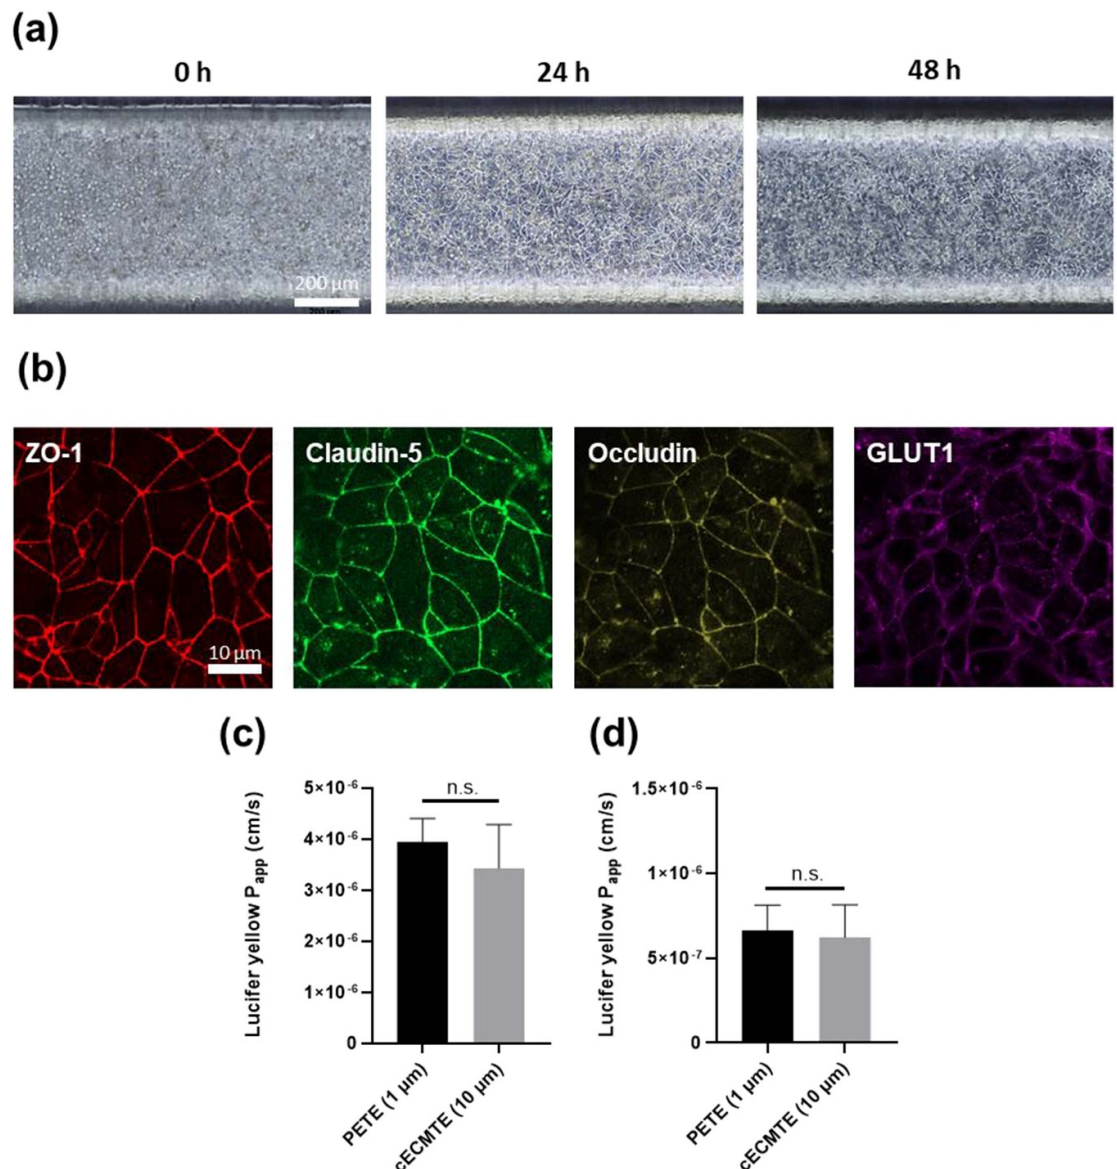 (a)
0 h
24 h
48 h
200 µm
200 µm
(b)
ZO-1
Claudin-5
Occludin
GLUT1
10 µm
(c)
(d)
Lucifer yellow Papp (cm/s)
5×10⁻⁶
4×10⁻⁶
3×10⁻⁶
2×10⁻⁶
1×10⁻⁶
0
n.s.
PETE (1 µm)
cECMTE (10 µm)
Lucifer yellow Papp (cm/s)
1.5×10⁻⁶
1×10⁻⁶
5×10⁻⁷
0
n.s.
PETE (1 µm)
cECMTE (10 µm)